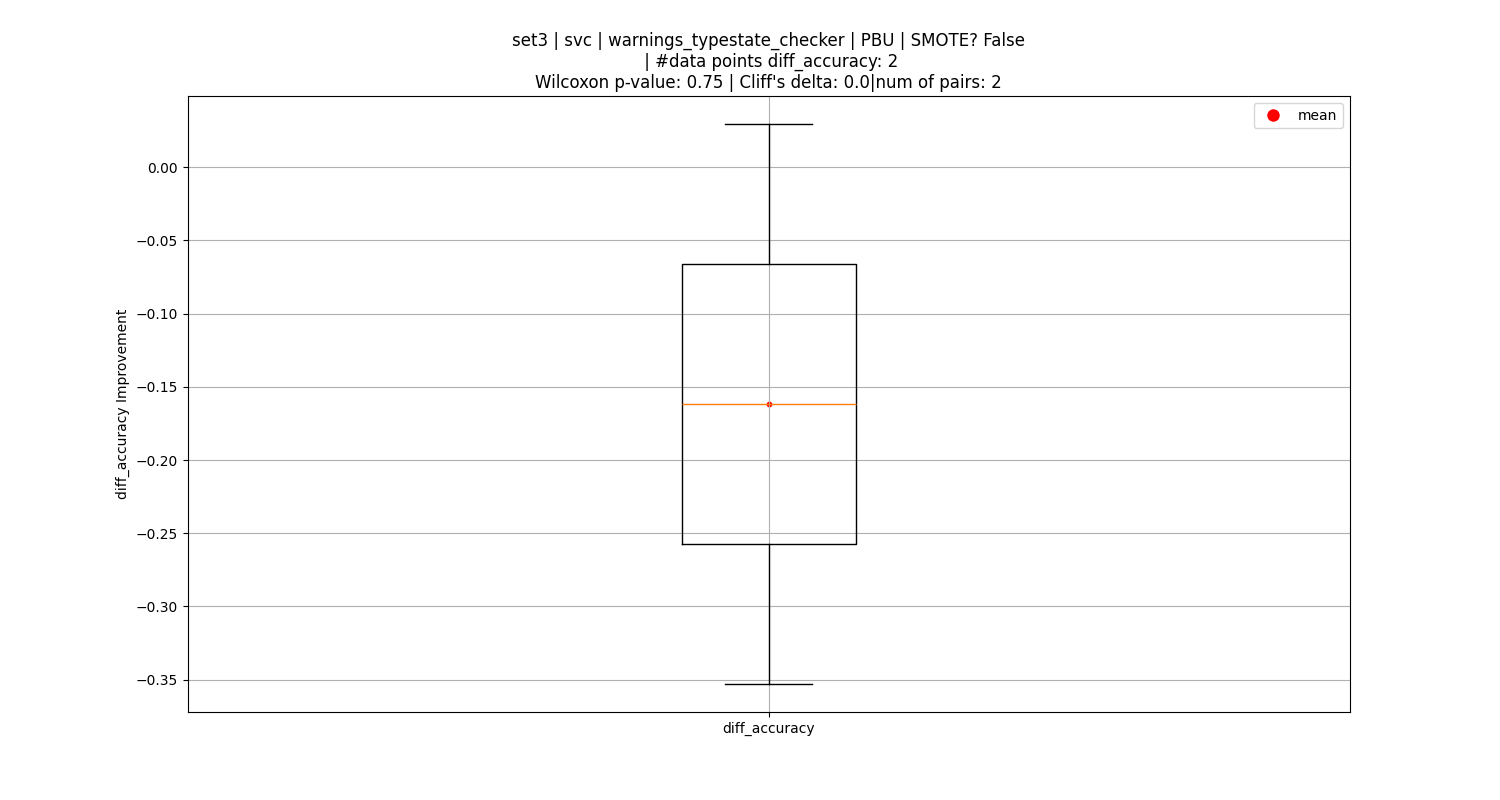 set3 | svc | warnings_typestate_checker | PBU | SMOTE? False
| #data points diff_accuracy: 2
Wilcoxon p-value: 0.75 | Cliff's delta: 0.0|num of pairs: 2
mean
0.00
−0.05
−0.10
−0.15
−0.20
−0.25
−0.30
−0.35
diff_accuracy Improvement
diff_accuracy